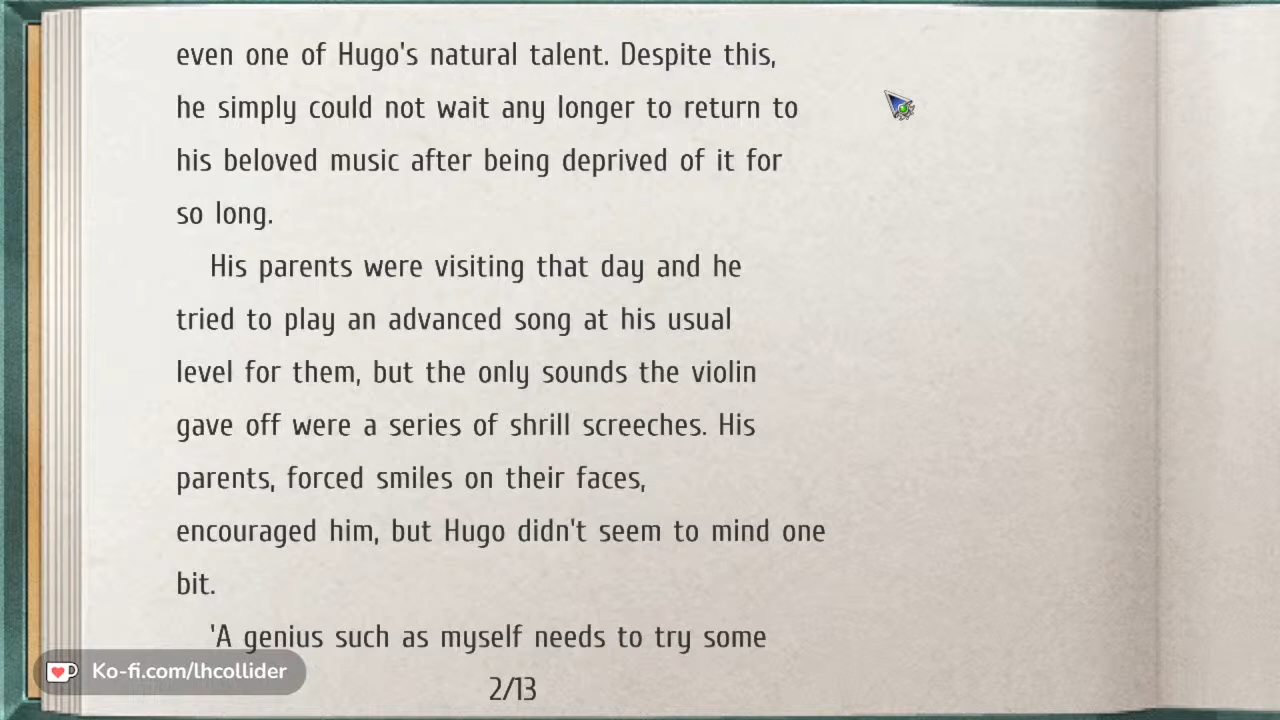 even one of Hugo's natural talent. Despite this,
he simply could not wait any longer to return to
his beloved music after being deprived of it for
so long.
His parents were visiting that day and he
tried to play an advanced song at his usual
level for them, but the only sounds the violin
gave off were a series of shrill screeches. His
parents, forced smiles on their faces,
encouraged him, but Hugo didn't seem to mind one
bit.
'A genius such as myself needs to try some
Ko-fi.com/lhcollider
2/13